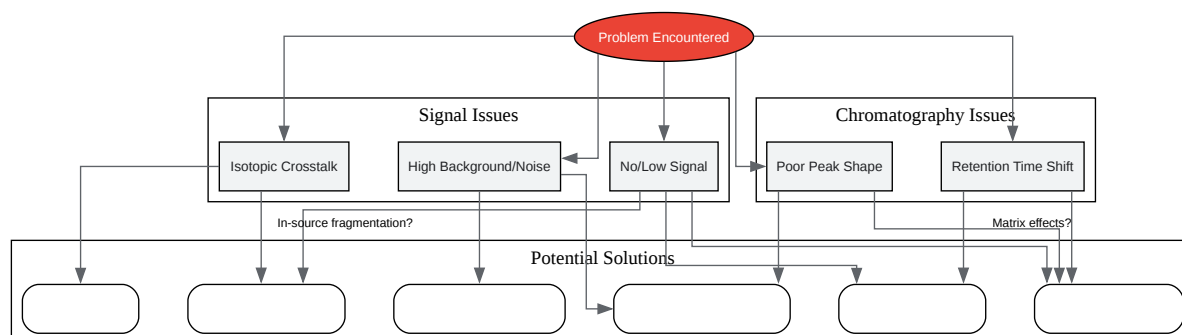 Problem Encountered
Signal Issues
Chromatography Issues
Isotopic Crosstalk
High Background/Noise
No/Low Signal
Poor Peak Shape
Retention Time Shift
In-source fragmentation?
Matrix effects?
Potential Solutions